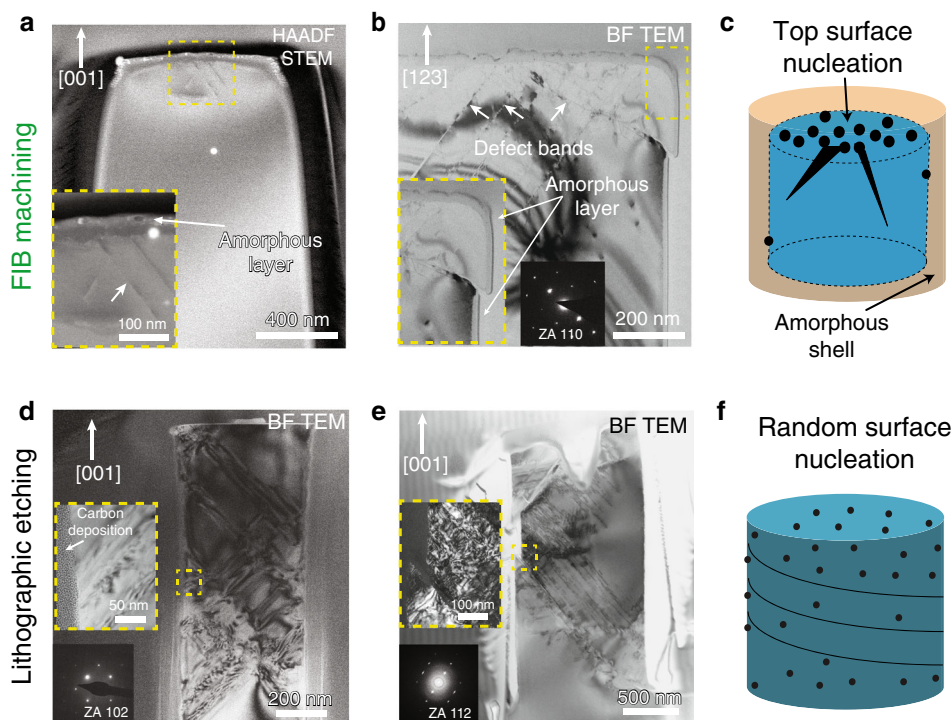 FIB machining
a
HAADF
STEM
[001]
Amorphous
layer
100 nm
400 nm
b
BF TEM
[123]
Defect bands
Amorphous
layer
ZA 110
200 nm
c
Top surface
nucleation
Amorphous
shell
Lithographic etching
d
BF TEM
[001]
Carbon
deposition
50 nm
ZA 102
200 nm
e
BF TEM
[001]
100 nm
ZA 112
500 nm
f
Random surface
nucleation